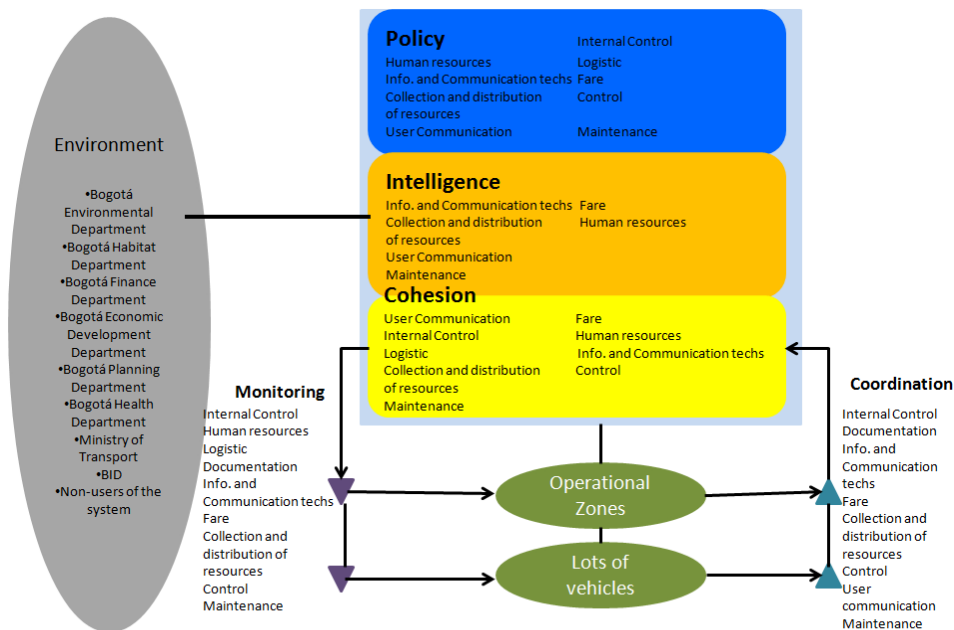 Environment
•Bogotá
Environmental
Department
•Bogotá Habitat
Department
•Bogotá Finance
Department
•Bogotá Economic
Development
Department
•Bogotá Planning
Department
•Bogotá Health
Department
•Ministry of
Transport
•BID
•Non-users of the
system
Policy
Human resources
Info. and Communication techs
Collection and distribution
of resources
User Communication
Internal Control
Logistic
Fare
Control
Maintenance
Intelligence
Info. and Communication techs
Collection and distribution
of resources
User Communication
Maintenance
Fare
Human resources
Cohesion
User Communication
Internal Control
Logistic
Collection and distribution
of resources
Maintenance
Fare
Human resources
Info. and Communication techs
Control
Monitoring
Internal Control
Human resources
Logistic
Documentation
Info. and
Communication techs
Fare
Collection and
distribution of
resources
Control
Maintenance
Operational
Zones
Lots of
vehicles
Coordination
Internal Control
Documentation
Info. and
Communication
techs
Fare
Collection and
distribution of
resources
Control
User
communication
Maintenance